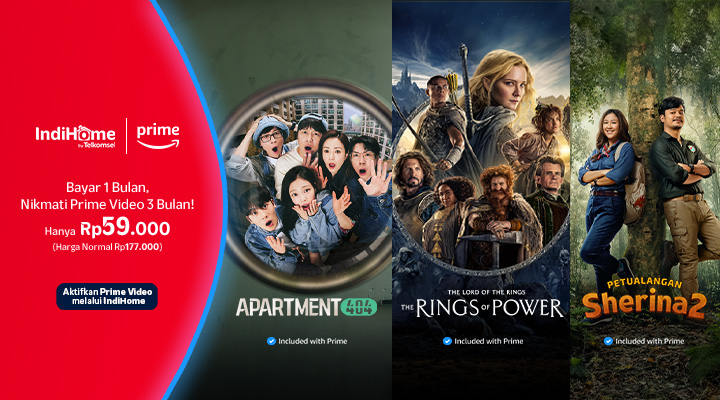 IndiHome
by Telkomsel
prime
Bayar 1 Bulan,
Nikmati Prime Video 3 Bulan!
Hanya Rp59.000
(Harga Normal Rp177.000)
Aktifkan Prime Video
melalui IndiHome
APARTMENT 404
Included with Prime
THE LORD OF THE RINGS
THE RINGS OF POWER
Included with Prime
PETUALANGAN
Sherina2
Included with Prime